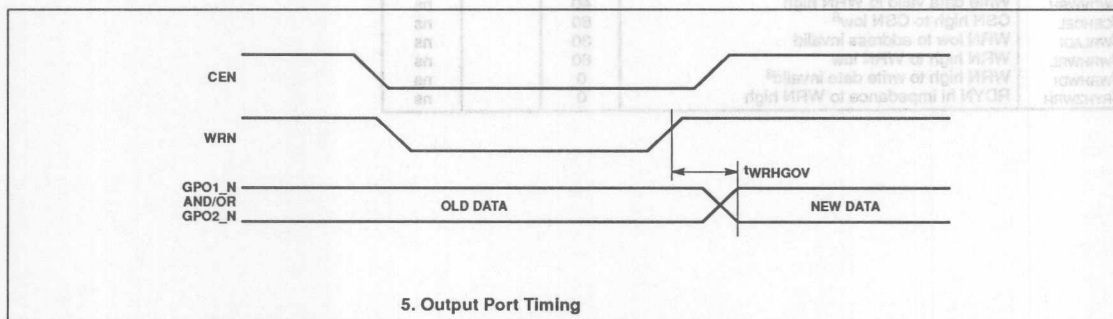 CEN
WRN
tWRHGOV
GPO1_N
AND/OR
GPO2_N
OLD DATA
NEW DATA
5. Output Port Timing